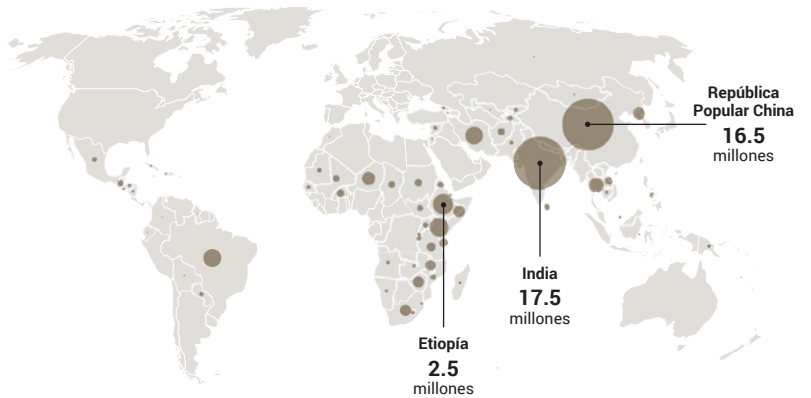 República
Popular China
16.5
millones
India
17.5
millones
Etiopía
2.5
millones